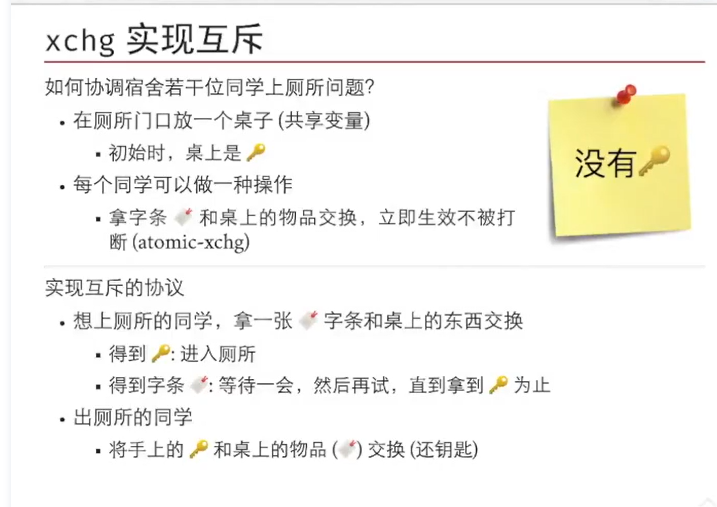 xchg 实现互斥
如何协调宿舍若干位同学上厕所问题?
• 在厕所门口放一个桌子 (共享变量)
▪ 初始时，桌上是 🔑
• 每个同学可以做一种操作
▪ 拿字条 和桌上的物品交换，立即生效不被打
断 (atomic-xchg)
没有🔑
实现互斥的协议
• 想上厕所的同学，拿一张 字条和桌上的东西交换
▪ 得到 🔑: 进入厕所
▪ 得到字条 : 等待一会，然后再试，直到拿到 🔑 为止
• 出厕所的同学
▪ 将手上的 🔑 和桌上的物品 () 交换 (还钥匙)